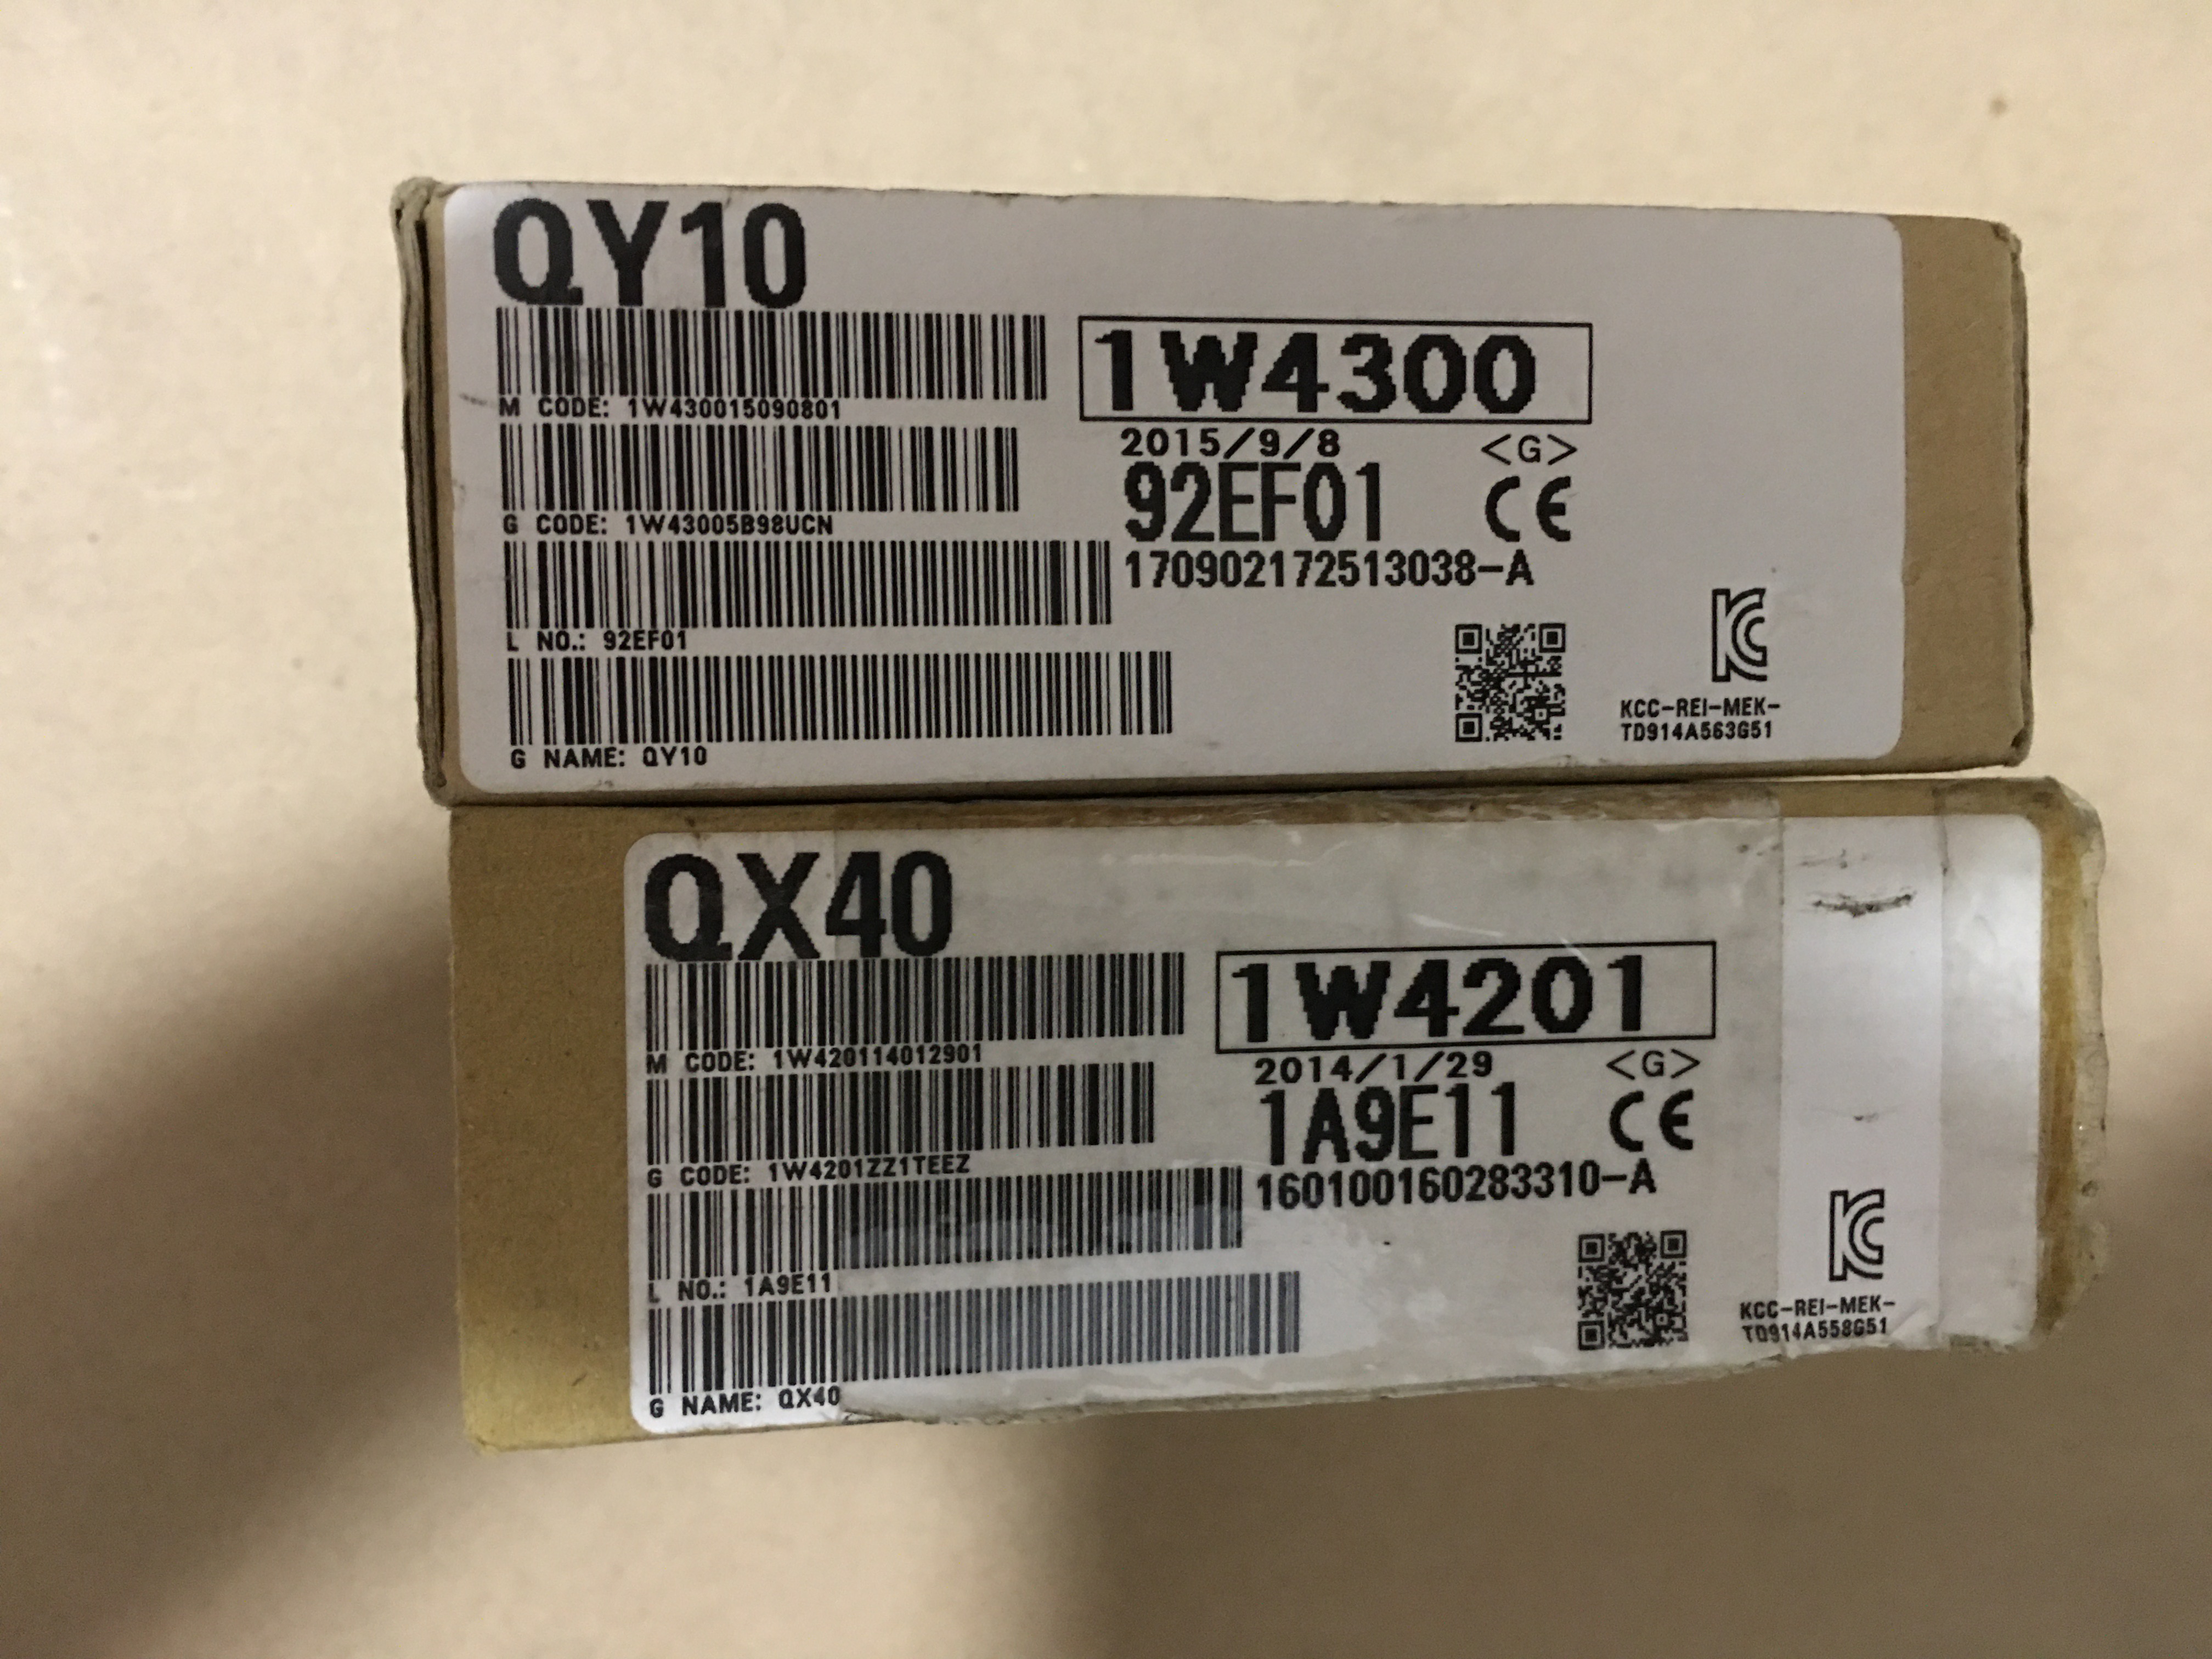 QY10
1W4300
M CODE: 1W430015090801
2015/9/8 <G>
92EF01 CE
G CODE: 1W43005B98UCN
170902172513038-A
L NO.: 92EF01
KC
KCC-REI-MEK-
TD914A563G51
G NAME: QY10
QX40
1W4201
M CODE: 1W420114012901
2014/1/29 <G>
1A9E11 CE
G CODE: 1W4201ZZ1TEEZ
160100160283310-A
L NO.: 1A9E11
KC
KCC-REI-MEK-
TD914A558G51
G NAME: QX40